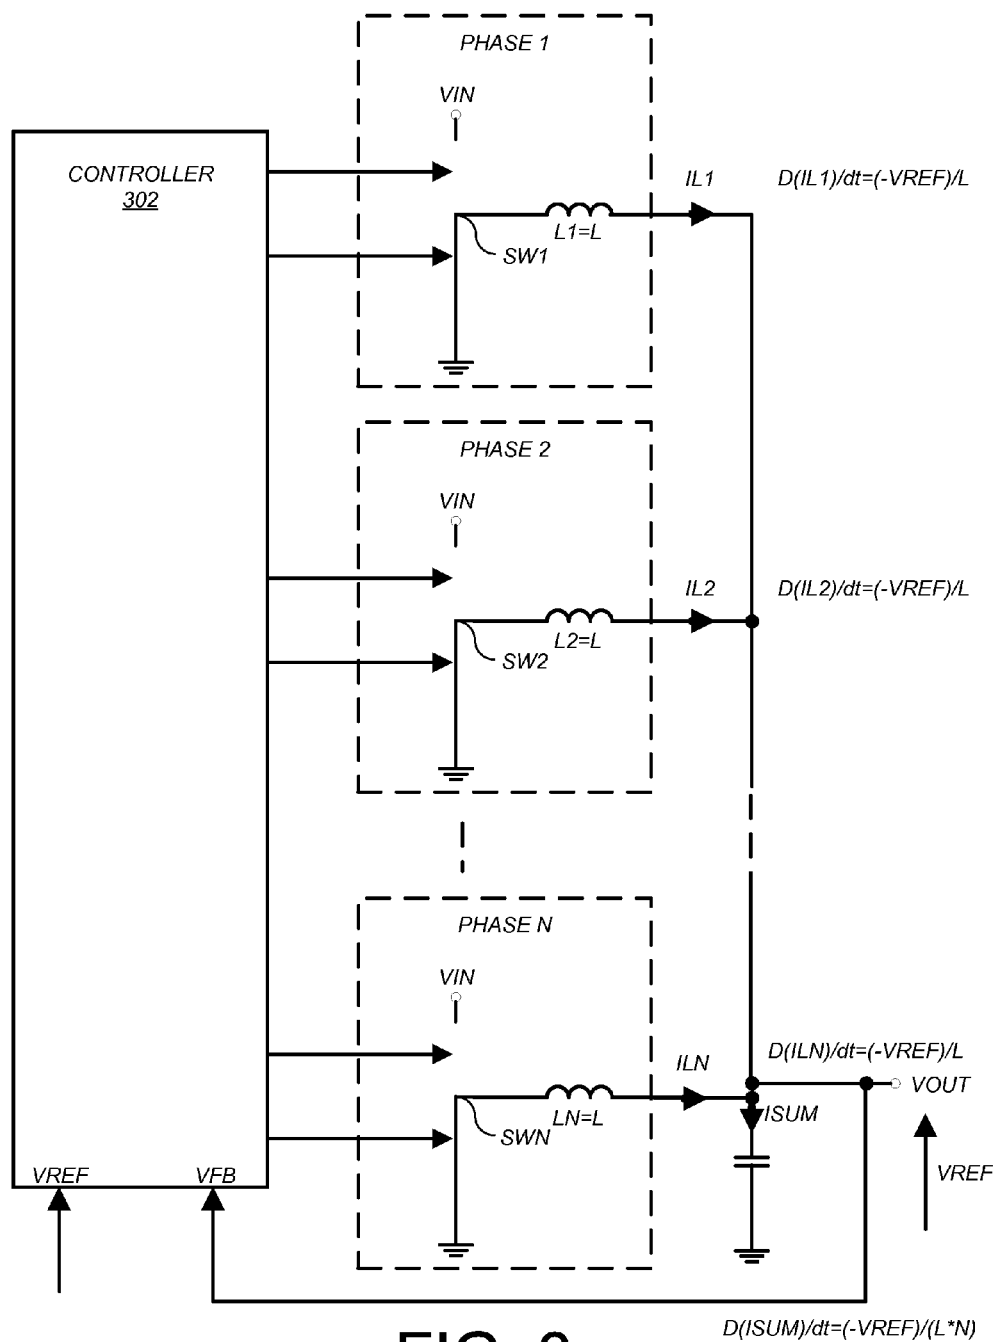 PHASE 1
VIN
CONTROLLER
302
IL1
D(IL1)/dt=(-VREF)/L
L1=L
SW1
PHASE 2
VIN
IL2
D(IL2)/dt=(-VREF)/L
L2=L
SW2
PHASE N
VIN
D(ILN)/dt=(-VREF)/L
ILN
VOUT
LN=L
ISUM
SWN
VREF
VFB
VREF
D(ISUM)/dt=(-VREF)/(L*N)
FIG.